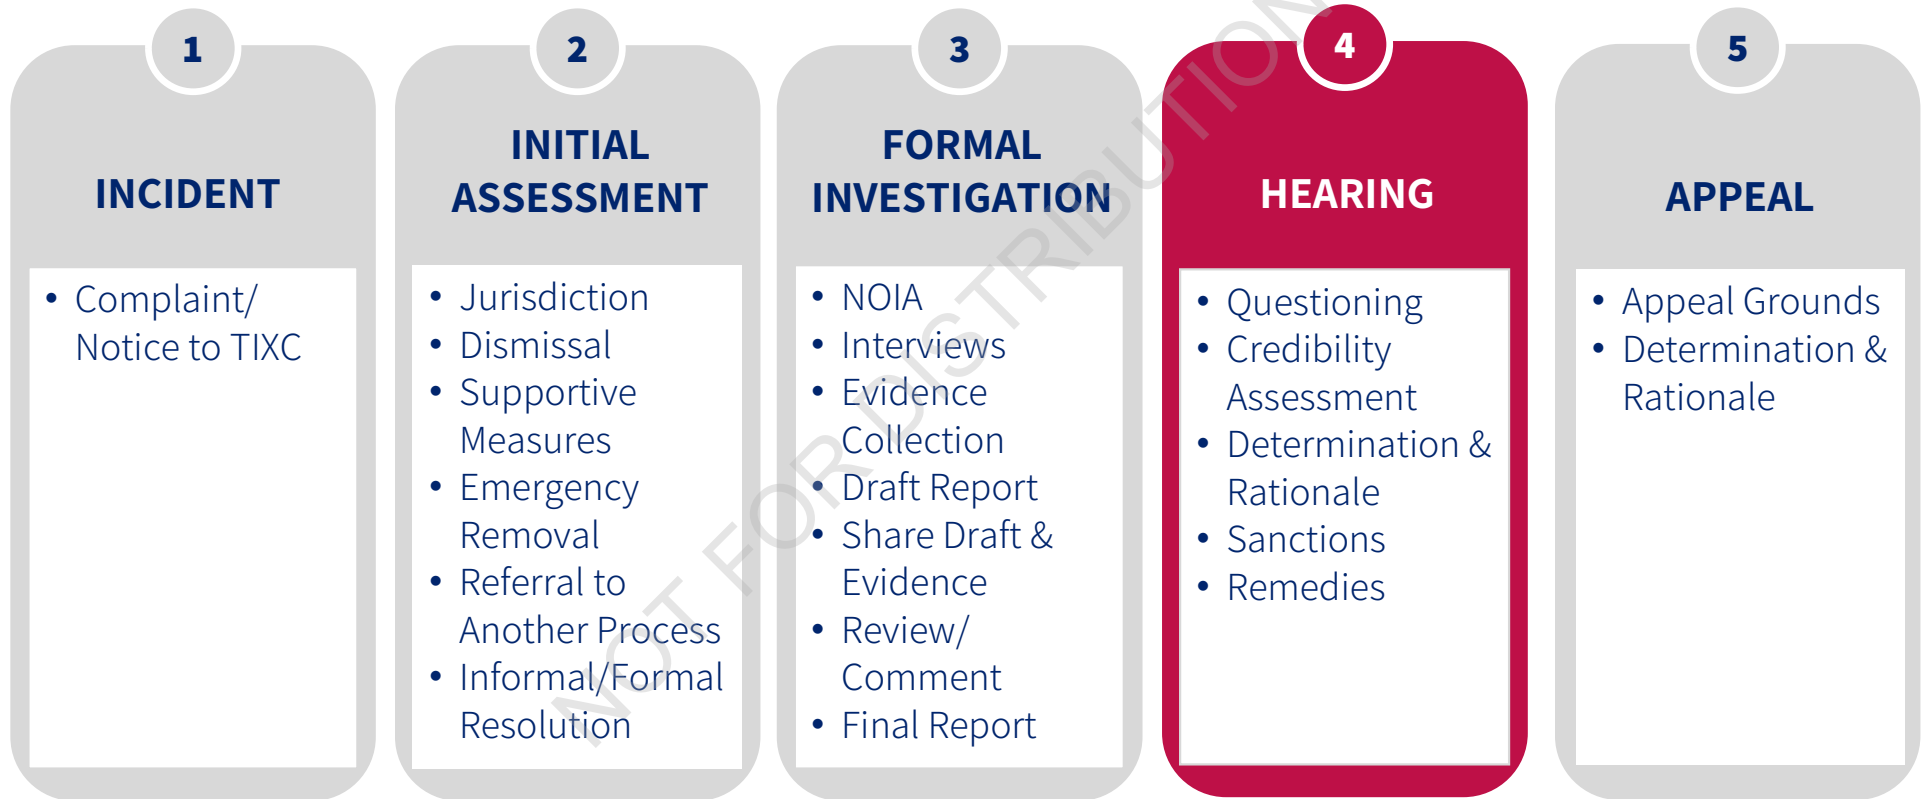 1
INCIDENT
• Complaint/
Notice to TIXC
2
INITIAL
ASSESSMENT
• Jurisdiction
• Dismissal
• Supportive
Measures
• Emergency
Removal
• Referral to
Another Process
• Informal/Formal
Resolution
3
FORMAL
INVESTIGATION
• NOIA
• Interviews
• Evidence
Collection
• Draft Report
• Share Draft &
Evidence
• Review/
Comment
• Final Report
4
HEARING
• Questioning
• Credibility
Assessment
• Determination &
Rationale
• Sanctions
• Remedies
5
APPEAL
• Appeal Grounds
• Determination &
Rationale
NOT FOR DISTRIBUTION